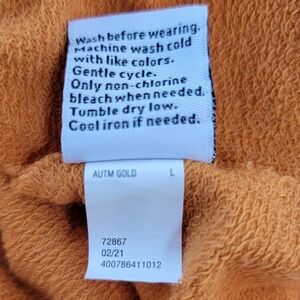 Wash before wearing.
Machine wash cold
with like colors.
Gentle cycle.
Only non-chlorine
bleach when needed.
Tumble dry low.
Cool iron if needed.
AUTM GOLD L
72867
02/21
400786411012